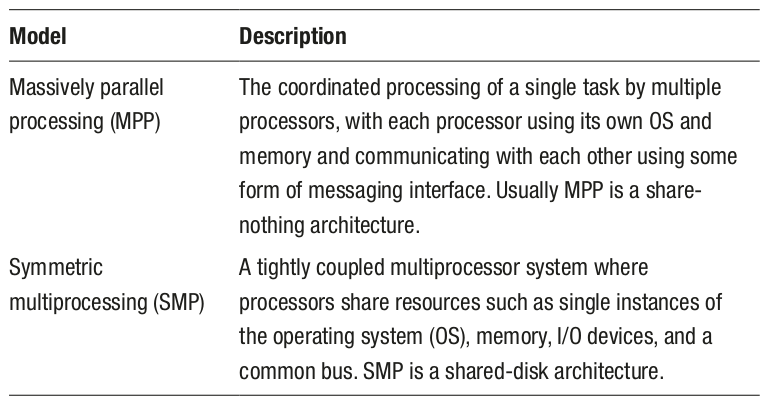 Model Description
Massively parallel The coordinated processing of a single task by multiple
processing (MPP) processors, with each processor using its own OS and
memory and communicating with each other using some
form of messaging interface. Usually MPP is a share-
nothing architecture.
Symmetric A tightly coupled multiprocessor system where
multiprocessing (SMP) processors share resources such as single instances of
the operating system (OS), memory, I/O devices, and a
common bus. SMP is a shared-disk architecture.